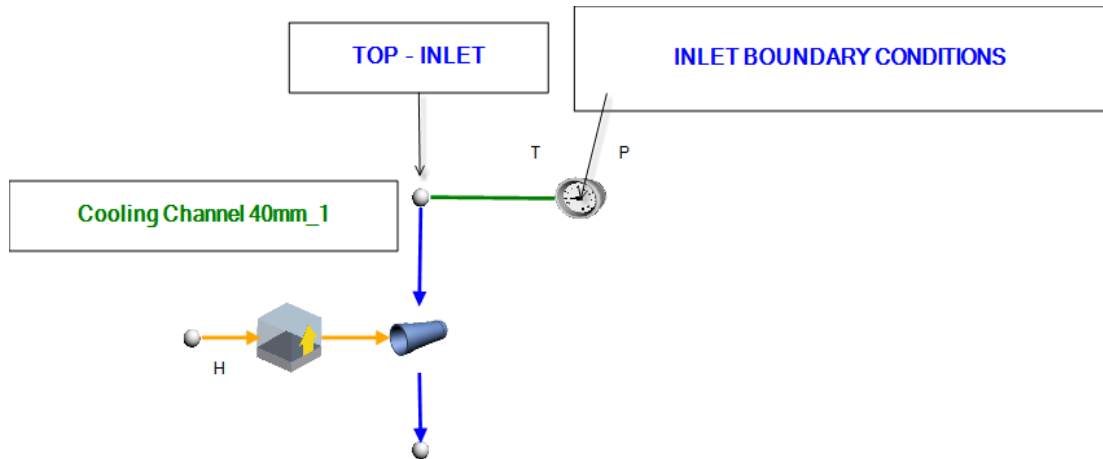 TOP - INLET
INLET BOUNDARY CONDITIONS
T
P
Cooling Channel 40mm_1
H